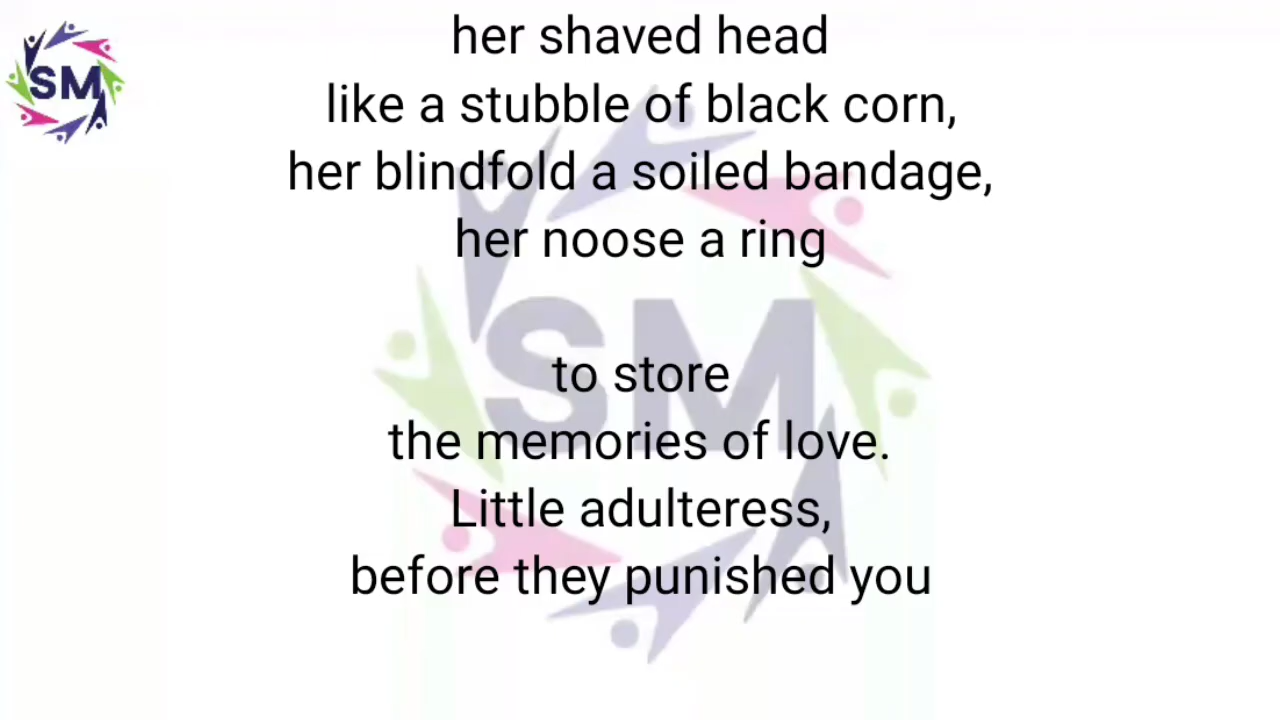 SM
her shaved head
like a stubble of black corn,
her blindfold a soiled bandage,
her noose a ring
SM
to store
the memories of love.
Little adulteress,
before they punished you